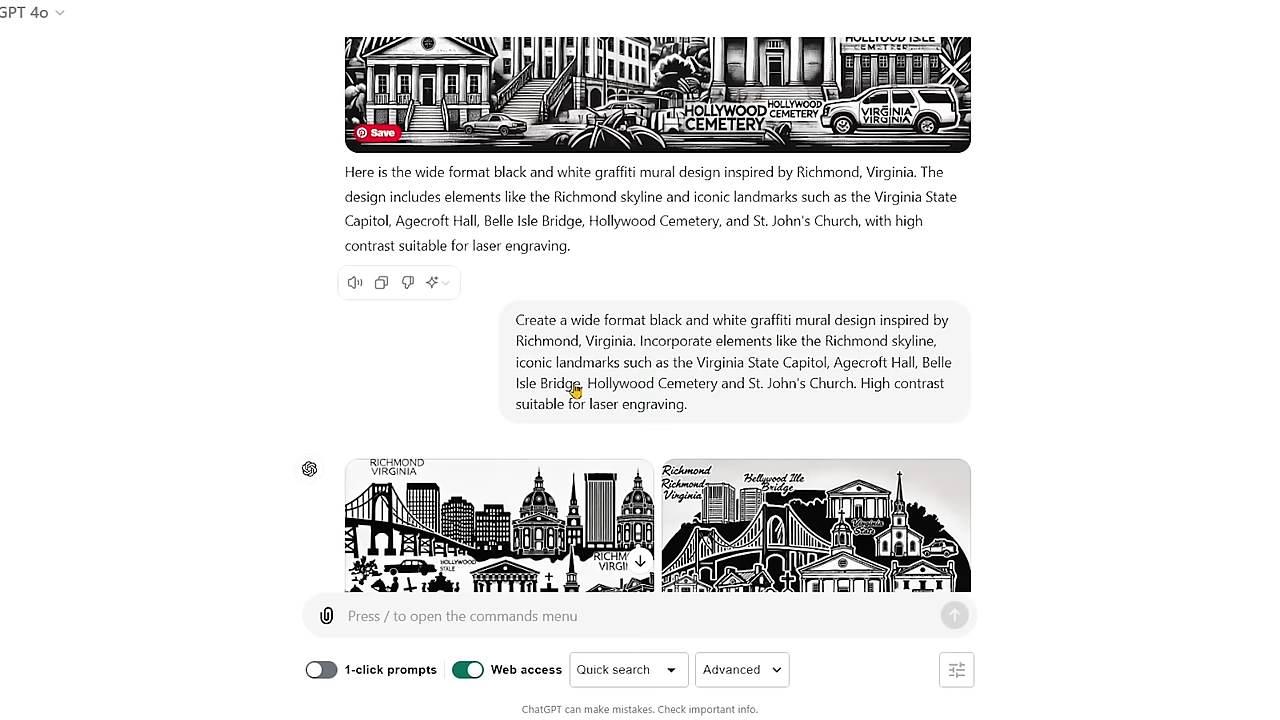 GPT 4o
HOLLYWOOD ISLE
HOLLYWOOD
CEMETERY
HOLLYWOOD
CEMETERY
VIRGINIA
VIRGINIA
Save
Here is the wide format black and white graffiti mural design inspired by Richmond, Virginia. The
design includes elements like the Richmond skyline and iconic landmarks such as the Virginia State
Capitol, Agecroft Hall, Belle Isle Bridge, Hollywood Cemetery, and St. John's Church, with high
contrast suitable for laser engraving.
Create a wide format black and white graffiti mural design inspired by
Richmond, Virginia. Incorporate elements like the Richmond skyline,
iconic landmarks such as the Virginia State Capitol, Agecroft Hall, Belle
Isle Bridge, Hollywood Cemetery and St. John's Church. High contrast
suitable for laser engraving.
RICHMOND
VIRGINIA
HOLLYWOOD
STALE
RICHM
VIRGI
Richmond
Richmond
Virginia
Hellywood Ile
Bridge
Virginia
State
Press / to open the commands menu
1-click prompts
Web access
Quick search
Advanced
ChatGPT can make mistakes. Check important info.